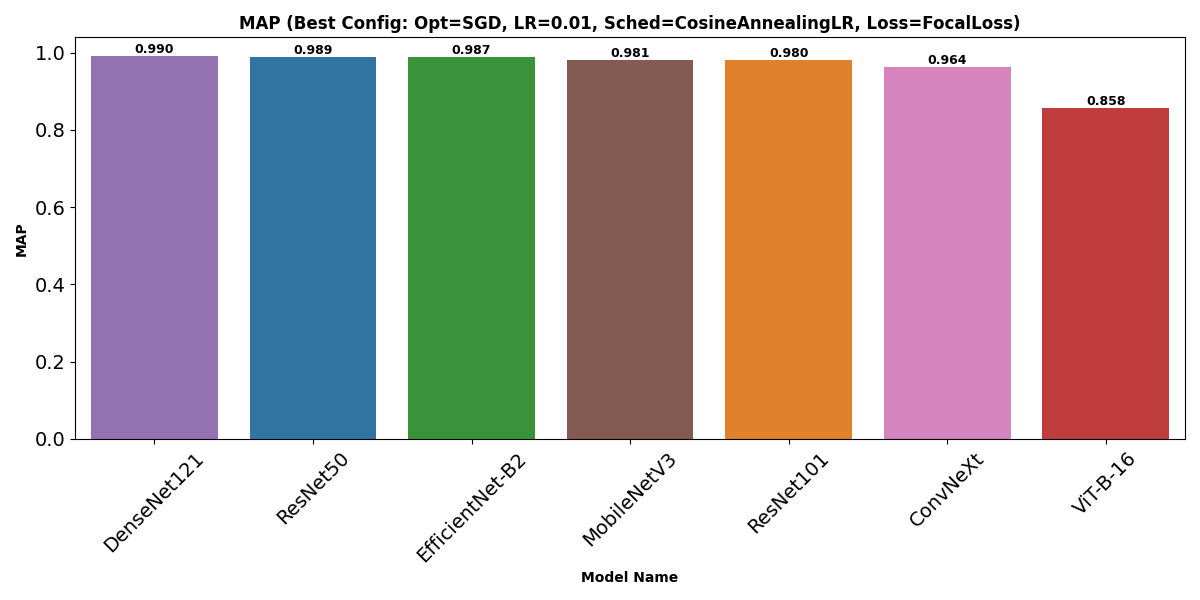 MAP (Best Config: Opt=SGD, LR=0.01, Sched=CosineAnnealingLR, Loss=FocalLoss)
0.990 0.989 0.987 0.981 0.980 0.964 0.858
MAP
1.0
0.8
0.6
0.4
0.2
0.0
DenseNet121 ResNet50 EfficientNet-B2 MobileNetV3 ResNet101 ConvNeXt ViT-B-16
Model Name